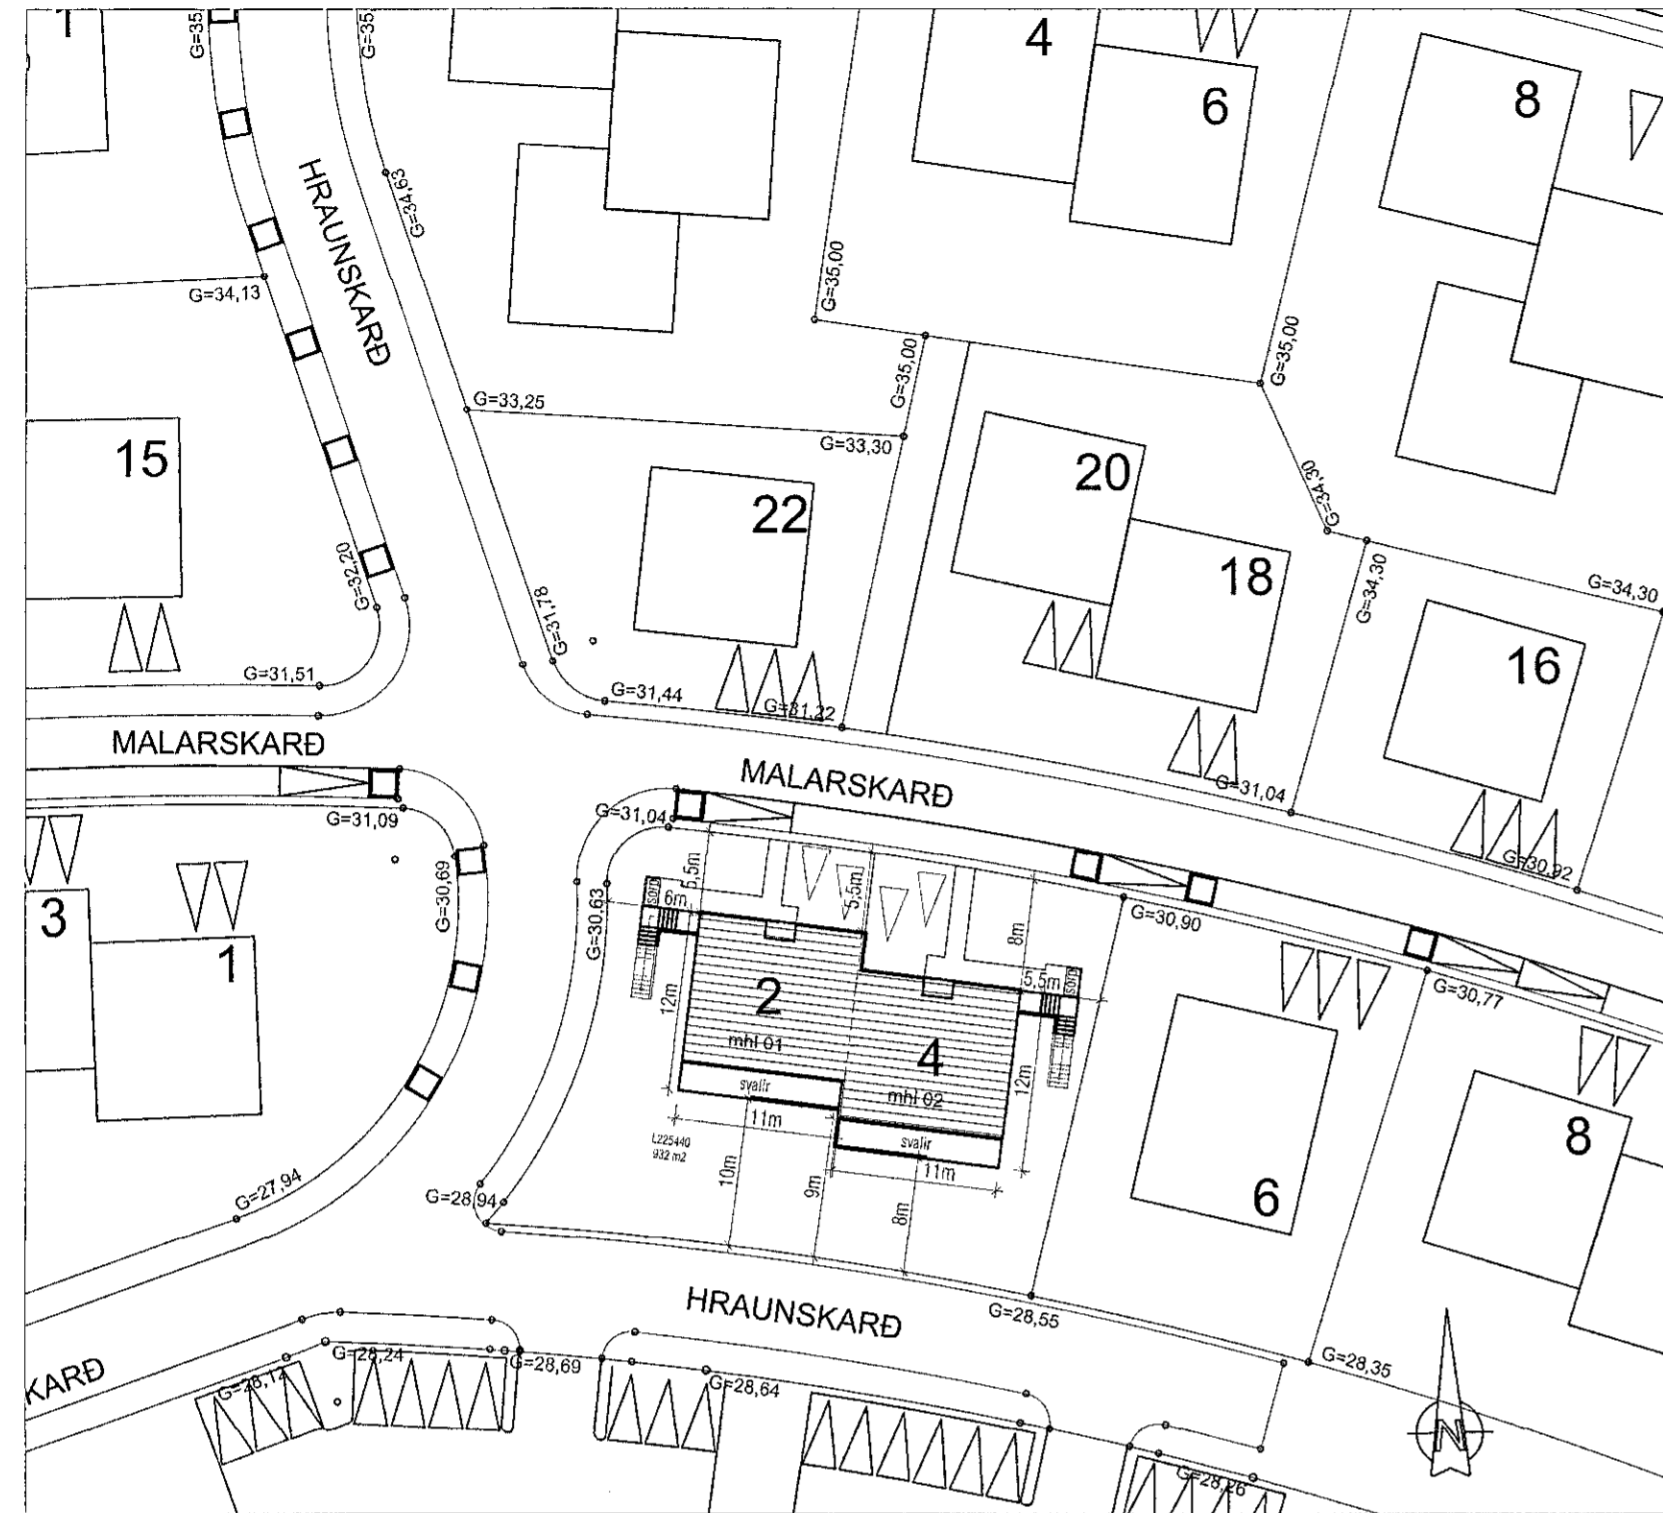 1
G=35
G=35
4
6
8
G=34,63
HRAUNSKARÐ
G=34,13
G=35,00
G=35,00
G=35,00
G=33,25
G=33,30
15
22
20
18
16
G=34,30
G=34,30
G=34,30
G=32,20
G=31,78
G=31,51
G=31,44
G=31,22
MALARSKARÐ
MALARSKARÐ
G=31,04
G=31,04
G=31,09
G=30,92
G=30,69
G=30,63
G=30,90
G=30,77
5,5m
5,5m
8m
sorp
6m
5,5m
sorp
3
1
2
mhl 01
4
mhl 02
12m
12m
svalir
svalir
11m
11m
L225440
932 m2
10m
9m
8m
6
8
G=27,94
G=28,94
HRAUNSKARÐ
G=28,55
G=28,35
KARÐ
G=28,24
G=28,12
G=28,69
G=28,64
G=28,26
N